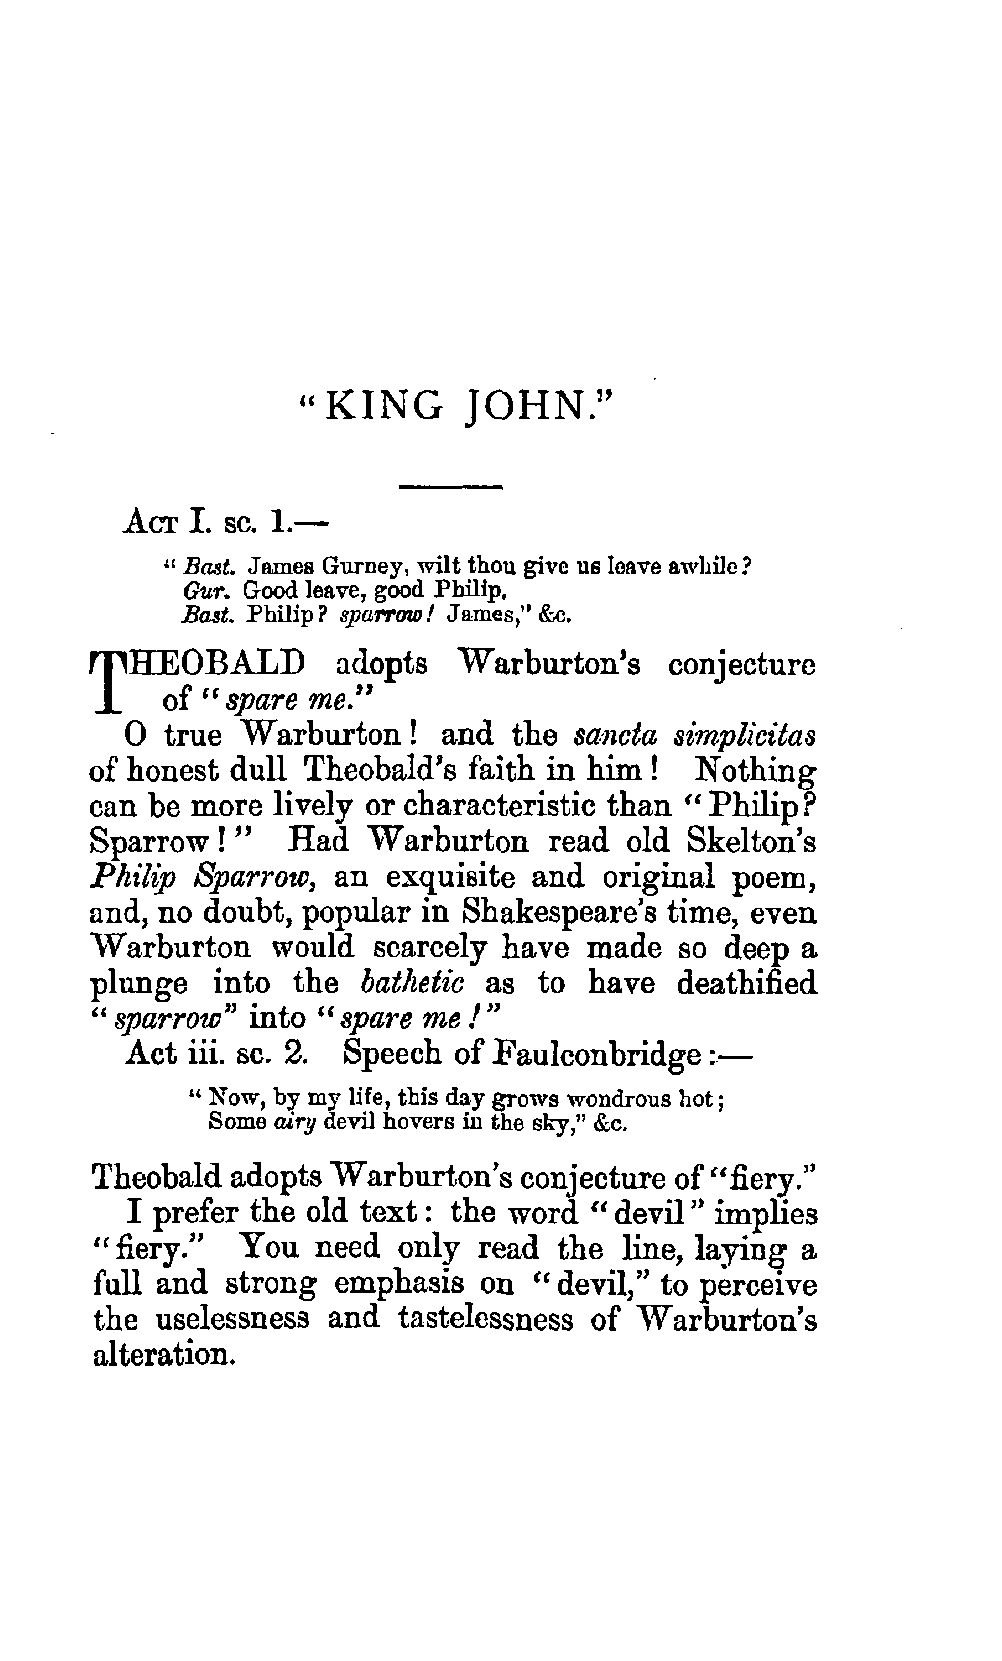 “KING JOHN.”
ACT I. sc. 1.—
“ Bast. James Gurney, wilt thou give us leave awhile?
Gur. Good leave, good Philip.
Bast. Philip? sparrow! James,” &c.
THEOBALD adopts Warburton’s conjecture
of “spare me.”
O true Warburton! and the sancta simplicitas
of honest dull Theobald’s faith in him! Nothing
can be more lively or characteristic than “Philip?
Sparrow!” Had Warburton read old Skelton’s
Philip Sparrow, an exquisite and original poem,
and, no doubt, popular in Shakespeare’s time, even
Warburton would scarcely have made so deep a
plunge into the bathetic as to have deathified
“sparrow” into “spare me!”
Act iii. sc. 2. Speech of Faulconbridge:—
“ Now, by my life, this day grows wondrous hot;
Some airy devil hovers in the sky,” &c.
Theobald adopts Warburton’s conjecture of “fiery.”
I prefer the old text: the word “devil” implies
“fiery.” You need only read the line, laying a
full and strong emphasis on “devil,” to perceive
the uselessness and tastelessness of Warburton’s
alteration.